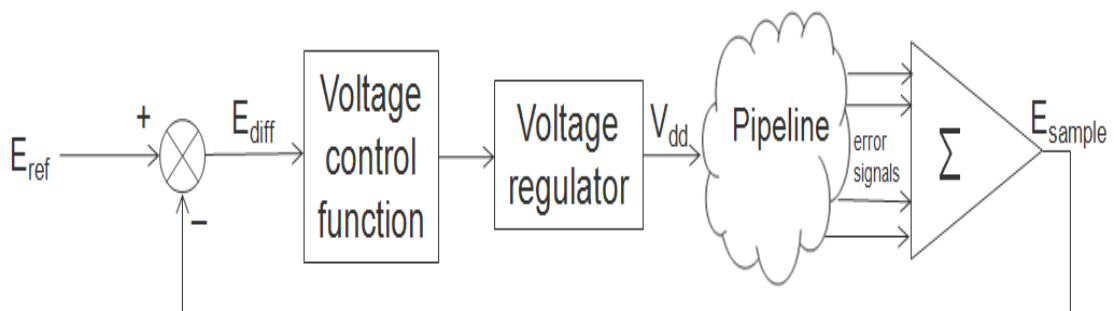 E_ref
+
−
E_diff
Voltage
control
function
Voltage
regulator
V_dd
Pipeline
error
signals
Σ
E_sample